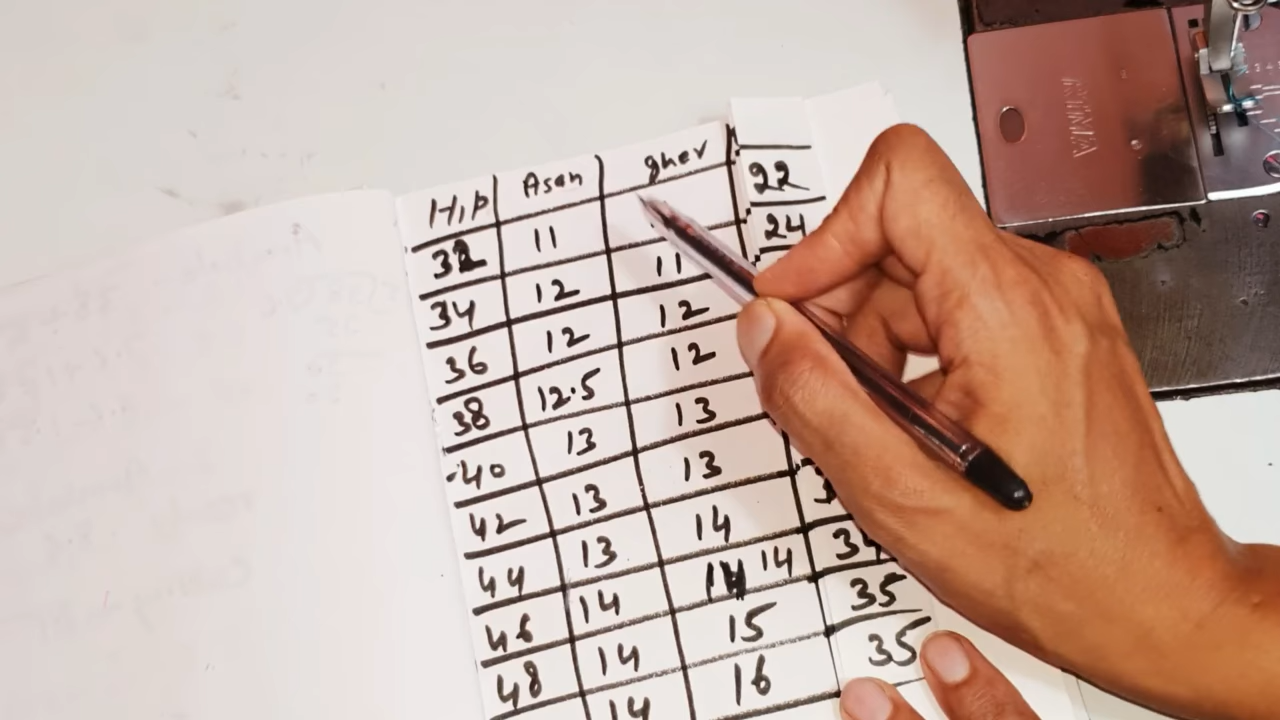 Hip Asan gher
32 11 22
34 12 11 24
36 12 12
38 12.5 12
40 13 13
42 13 13
44 13 14
46 14 14 34
48 14 15 35
14 16 35